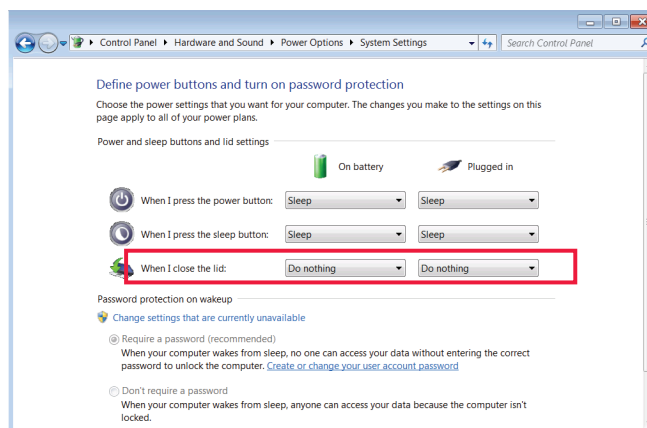 Control Panel ▸ Hardware and Sound ▸ Power Options ▸ System Settings
Search Control Panel
Define power buttons and turn on password protection
Choose the power settings that you want for your computer. The changes you make to the settings on this
page apply to all of your power plans.
Power and sleep buttons and lid settings
On battery Plugged in
When I press the power button: Sleep Sleep
When I press the sleep button: Sleep Sleep
When I close the lid: Do nothing Do nothing
Password protection on wakeup
Change settings that are currently unavailable
Require a password (recommended)
When your computer wakes from sleep, no one can access your data without entering the correct
password to unlock the computer. Create or change your user account password
Don't require a password
When your computer wakes from sleep, anyone can access your data because the computer isn't
locked.